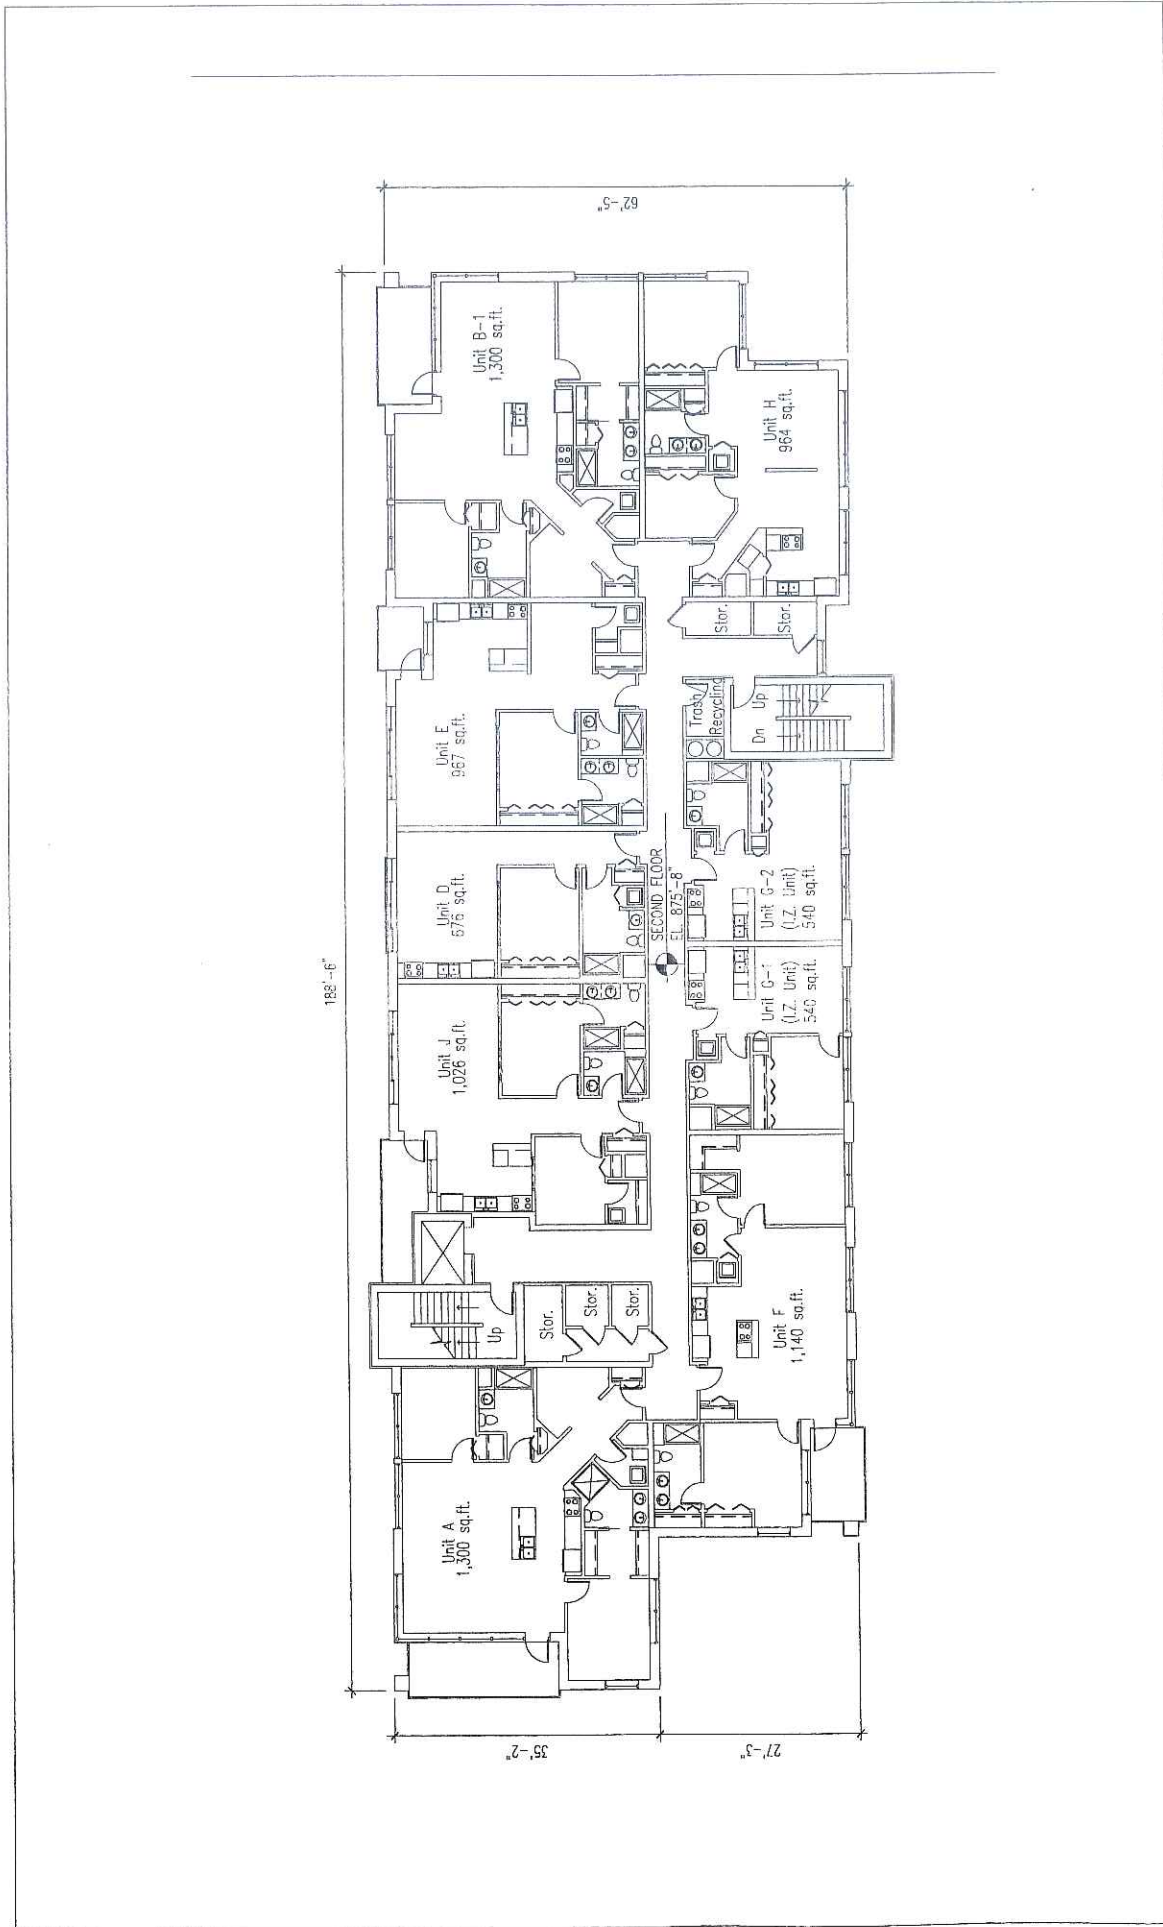 62'-5"
188'-6"
Unit B-1
1,300 sq.ft.
Unit H
964 sq.ft.
Stor.
Stor.
Unit E
967 sq.ft.
Trash
Recycling
Dn
Up
Unit D
676 sq.ft.
SECOND FLOOR
EL. 875'-8"
Unit G-2
(I.Z. Unit)
540 sq.ft.
Unit G-1
(I.Z. Unit)
540 sq.ft.
Unit J
1,026 sq.ft.
Up
Stor.
Stor.
Stor.
Unit F
1,140 sq.ft.
Unit A
1,300 sq.ft.
35'-2"
27'-3"